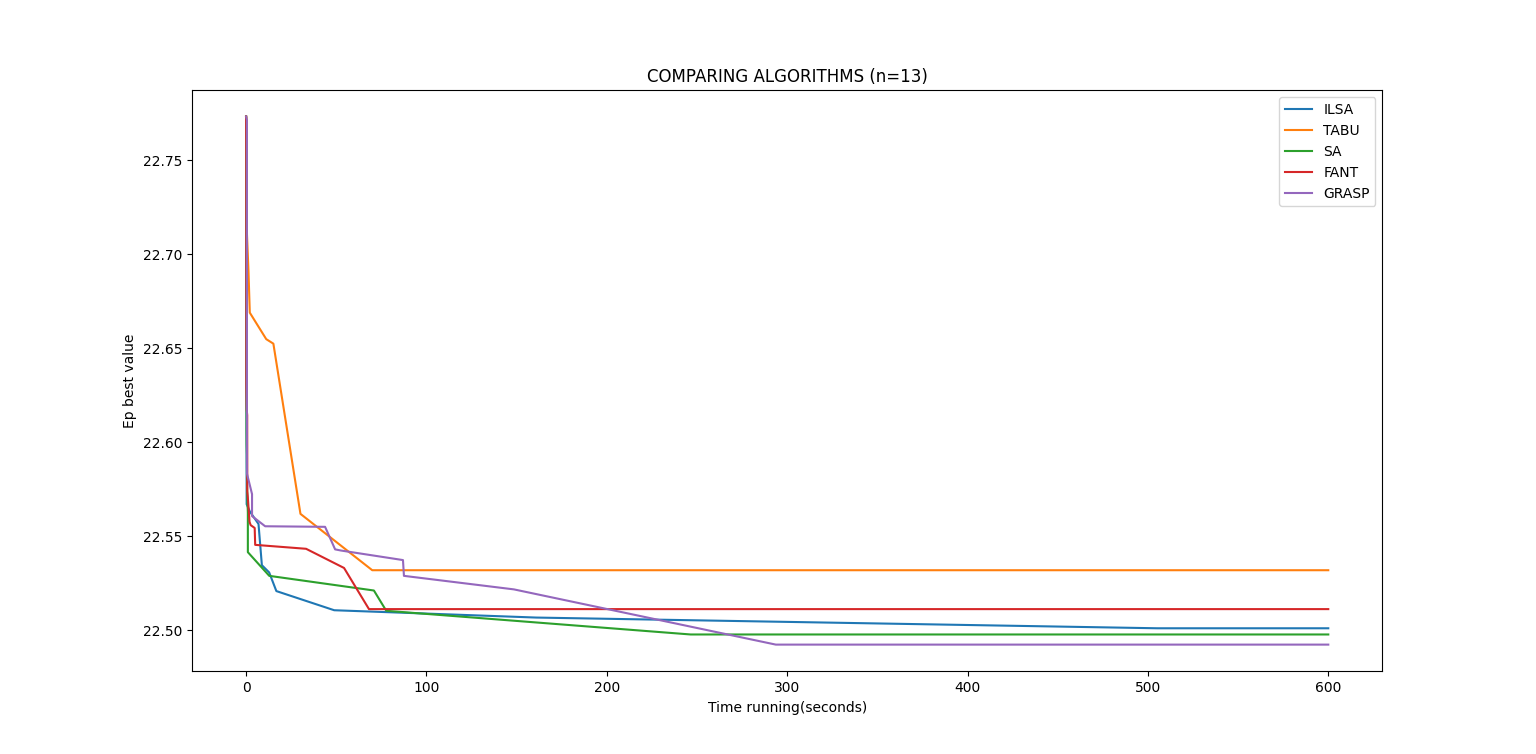 COMPARING ALGORITHMS (n=13)
ILSA
TABU
SA
FANT
GRASP
Ep best value
22.75
22.70
22.65
22.60
22.55
22.50
0 100 200 300 400 500 600
Time running(seconds)